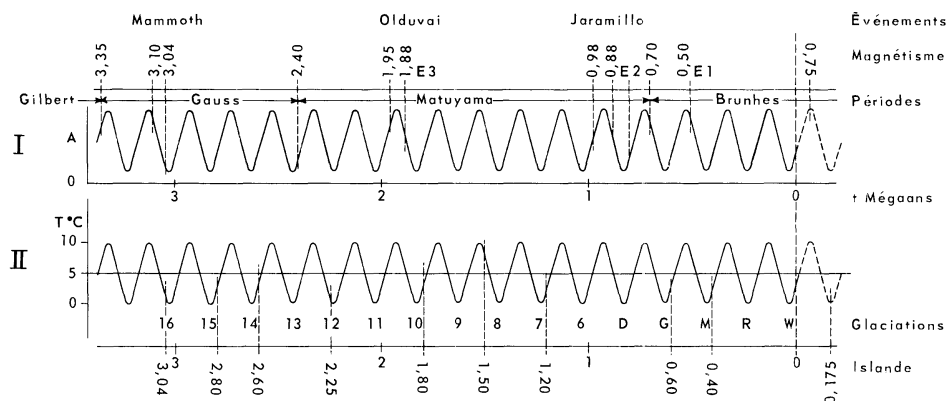 Mammoth Olduvai Jaramillo Événements
3,35 3,10 3,04 2,40 1,95 1,88 E3 0,98 0,88 E2 0,70 0,50 E1 0,75 Magnétisme
Gilbert Gauss Matuyama Brunhes Périodes
I A
0
3 2 1 0 t Mégaans
T°C
II 10
5
0
16 15 14 13 12 11 10 9 8 7 6 D G M R W Glaciations
3 2 1 0 Islande
3,04 2,80 2,60 2,25 1,80 1,50 1,20 0,60 0,40 0,175